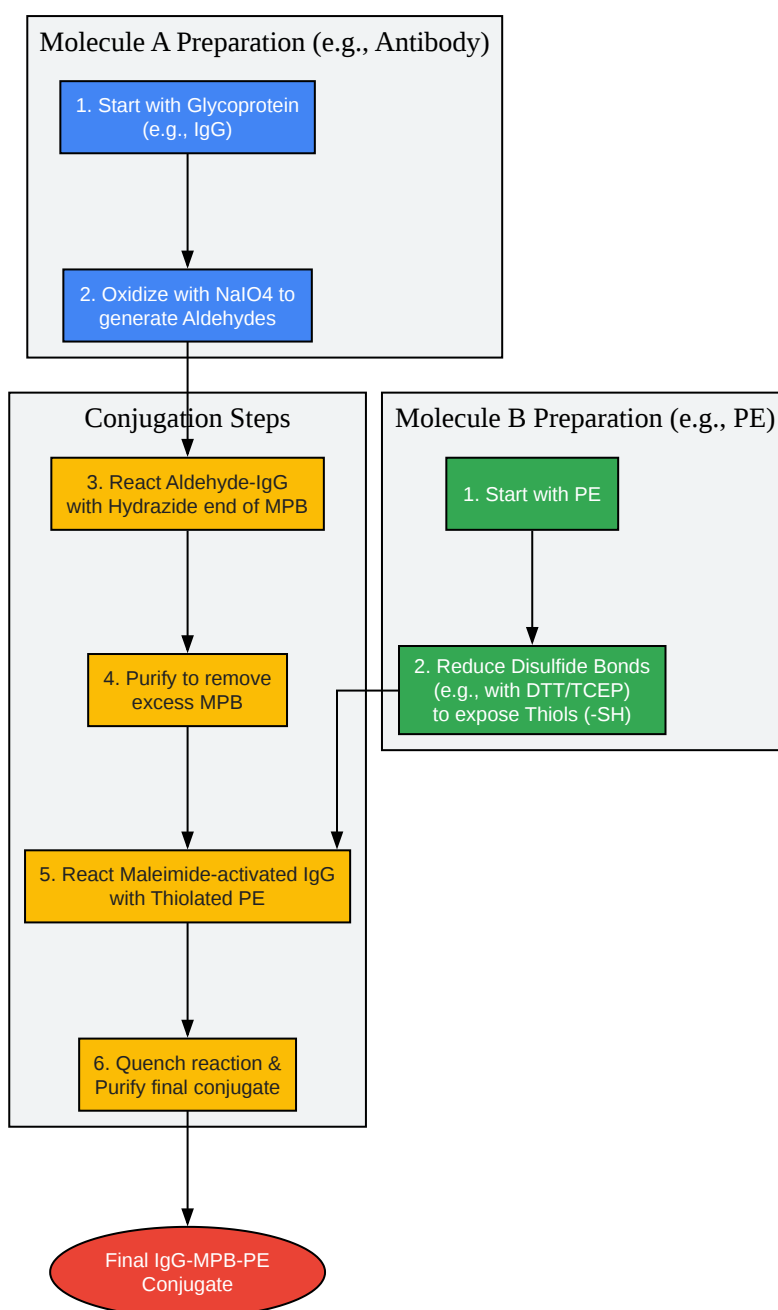 Molecule A Preparation (e.g., Antibody)
1. Start with Glycoprotein
(e.g., IgG)
2. Oxidize with NaIO4 to
generate Aldehydes
Conjugation Steps
3. React Aldehyde-IgG
with Hydrazide end of MPB
4. Purify to remove
excess MPB
5. React Maleimide-activated IgG
with Thiolated PE
6. Quench reaction &
Purify final conjugate
Molecule B Preparation (e.g., PE)
1. Start with PE
2. Reduce Disulfide Bonds
(e.g., with DTT/TCEP)
to expose Thiols (-SH)
Final IgG-MPB-PE
Conjugate